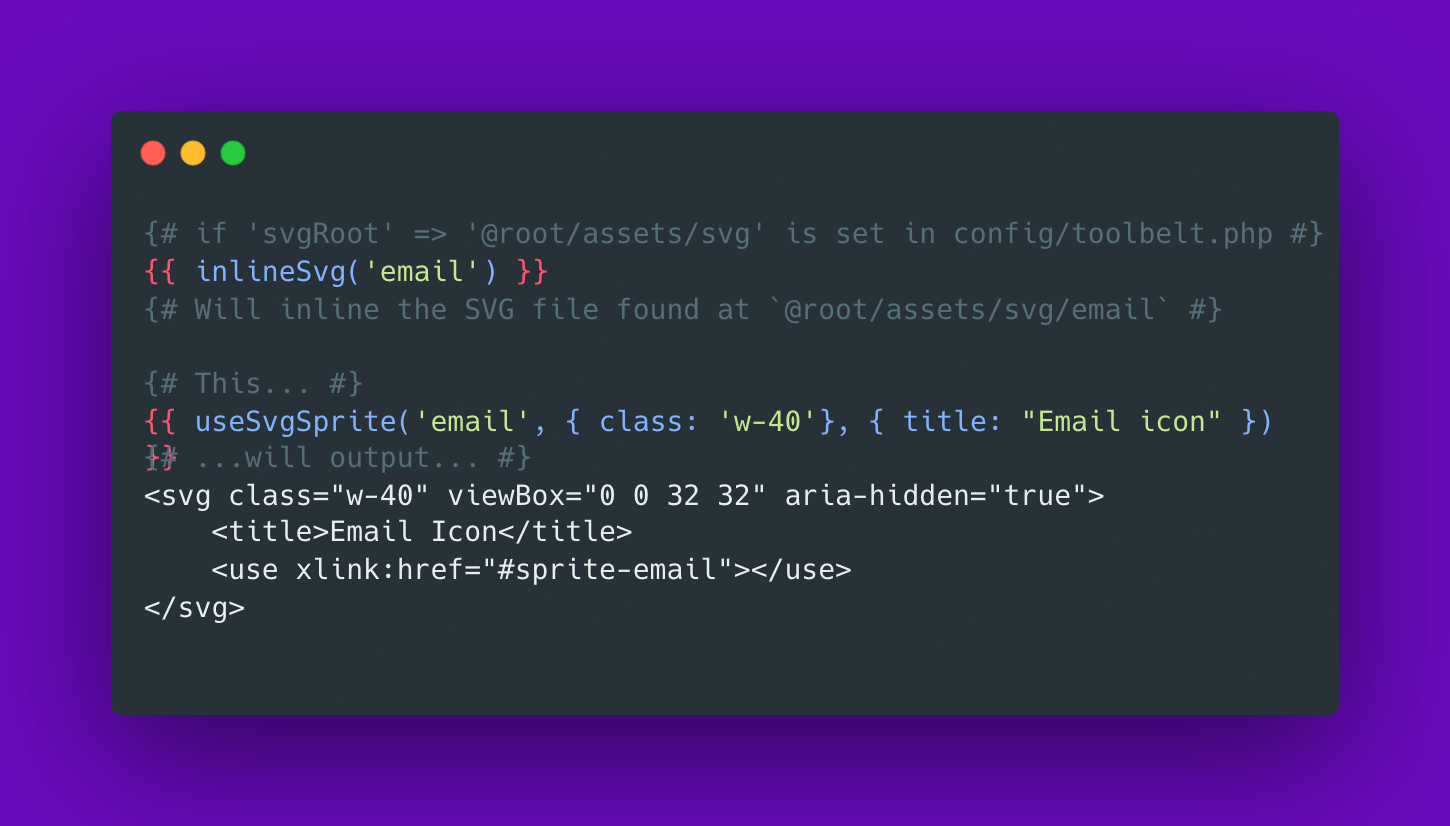 {# if 'svgRoot' => '@root/assets/svg' is set in config/toolbelt.php #}
{{ inlineSvg('email') }}
{# Will inline the SVG file found at `@root/assets/svg/email` #}
{# This... #}
{{ useSvgSprite('email', { class: 'w-40'}, { title: "Email icon" })
}}
{# ...will output... #}
<svg class="w-40" viewBox="0 0 32 32" aria-hidden="true">
    <title>Email Icon</title>
    <use xlink:href="#sprite-email"></use>
</svg>